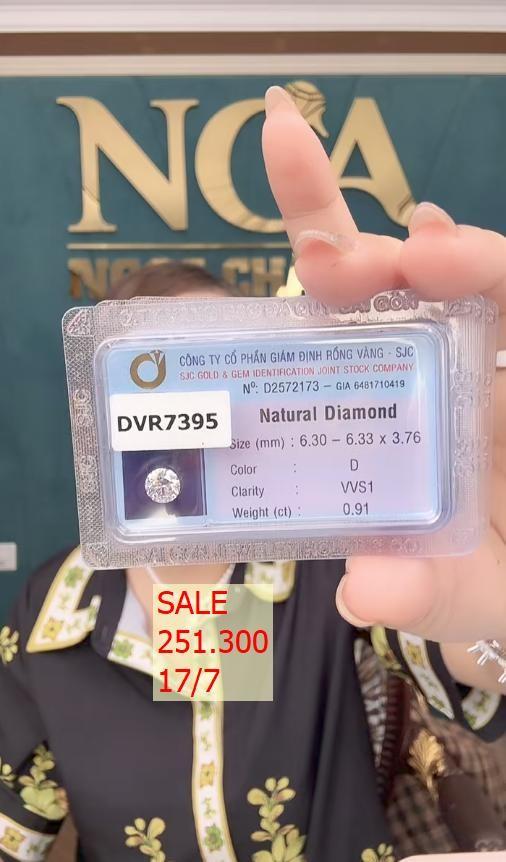 NCA
CÔNG TY CỔ PHẦN GIÁM ĐỊNH RỒNG VÀNG - SJC
SJC GOLD & GEM IDENTIFICATION JOINT STOCK COMPANY
Nº: D2572173 – GIA 6481710419
DVR7395
Natural Diamond
Size (mm) : 6.30 – 6.33 x 3.76
Color : D
Clarity : VVS1
Weight (ct) : 0.91
SALE
251.300
17/7